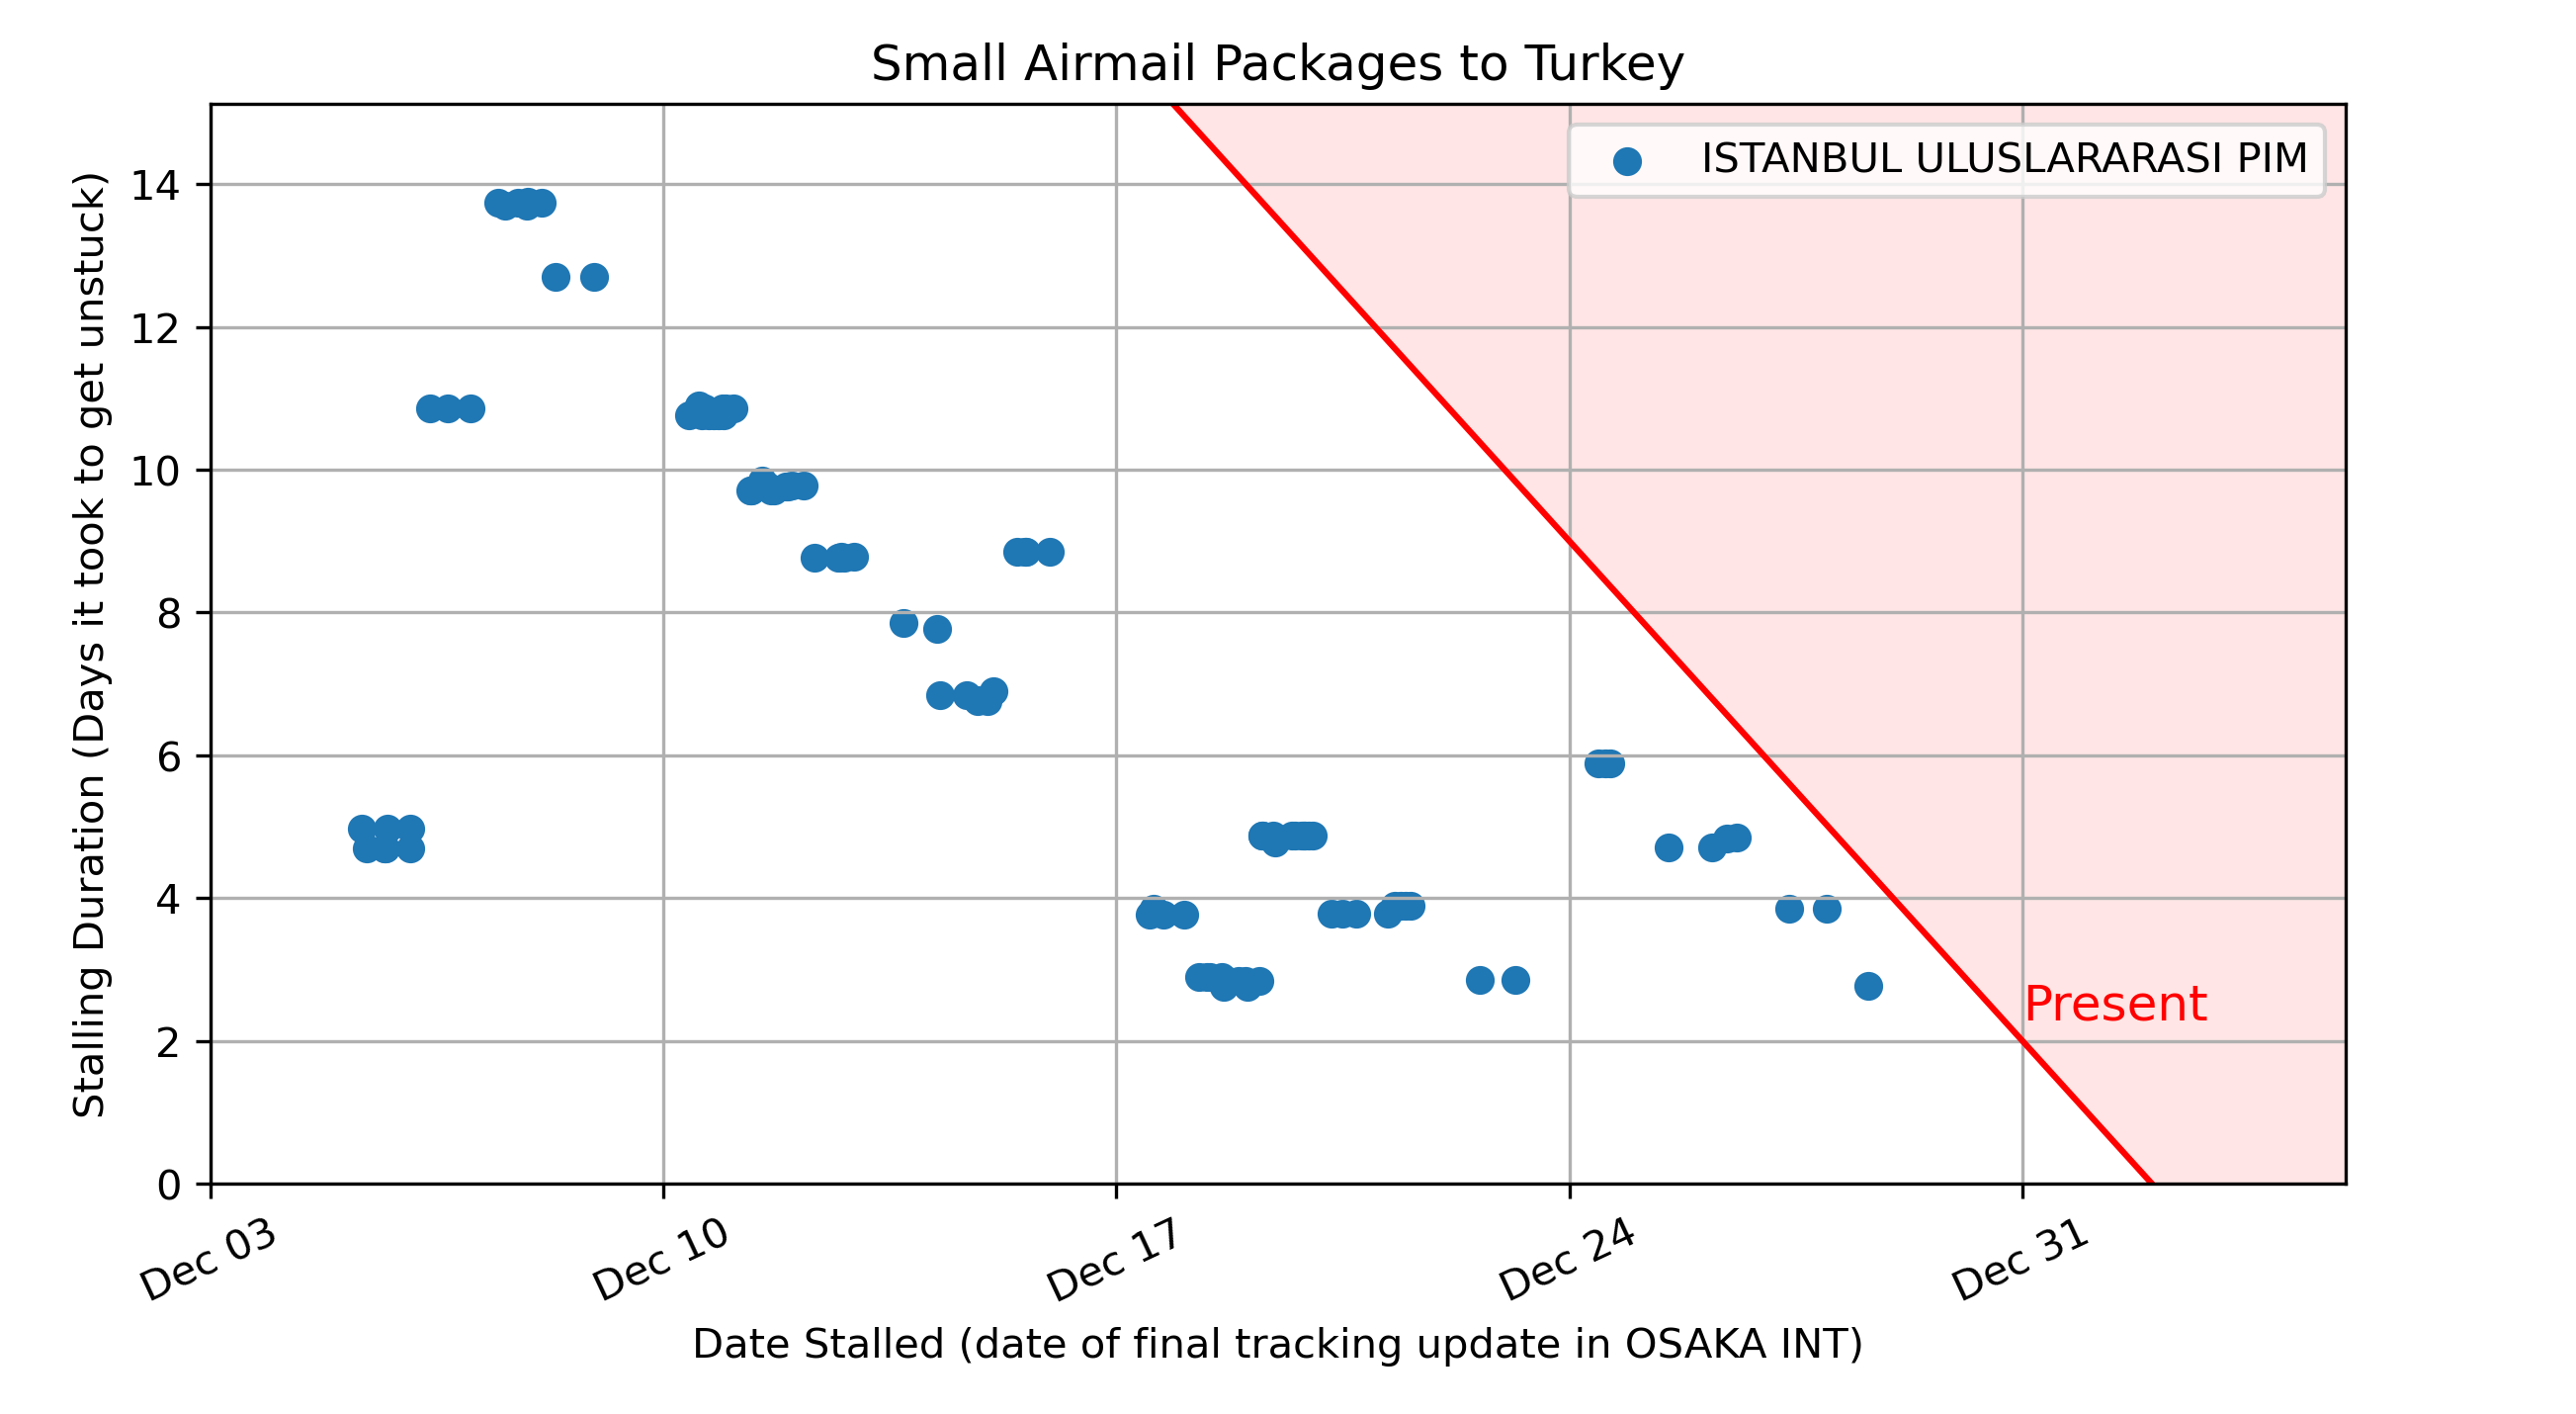 Small Airmail Packages to Turkey
ISTANBUL ULUSLARARASI PIM
Stalling Duration (Days it took to get unstuck)
14
12
10
8
6
4
2
0
Present
Dec 03
Dec 10
Dec 17
Dec 24
Dec 31
Date Stalled (date of final tracking update in OSAKA INT)